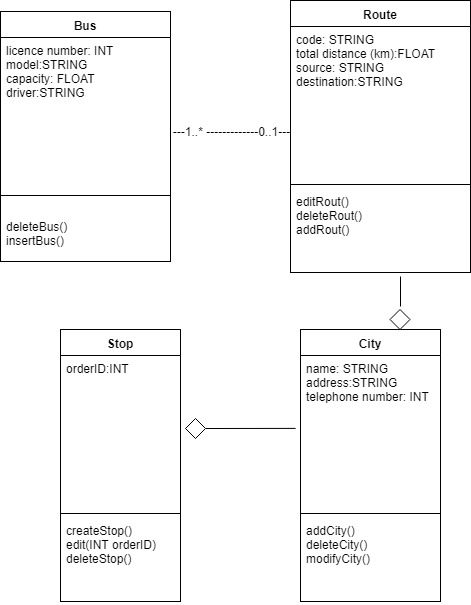 Bus
licence number: INT
model:STRING
capacity: FLOAT
driver:STRING
deleteBus()
insertBus()
---1..* -------------0..1---
Route
code: STRING
total distance (km):FLOAT
source: STRING
destination:STRING
editRout()
deleteRout()
addRout()
Stop
orderID:INT
createStop()
edit(INT orderID)
deleteStop()
City
name: STRING
address:STRING
telephone number: INT
addCity()
deleteCity()
modifyCity()